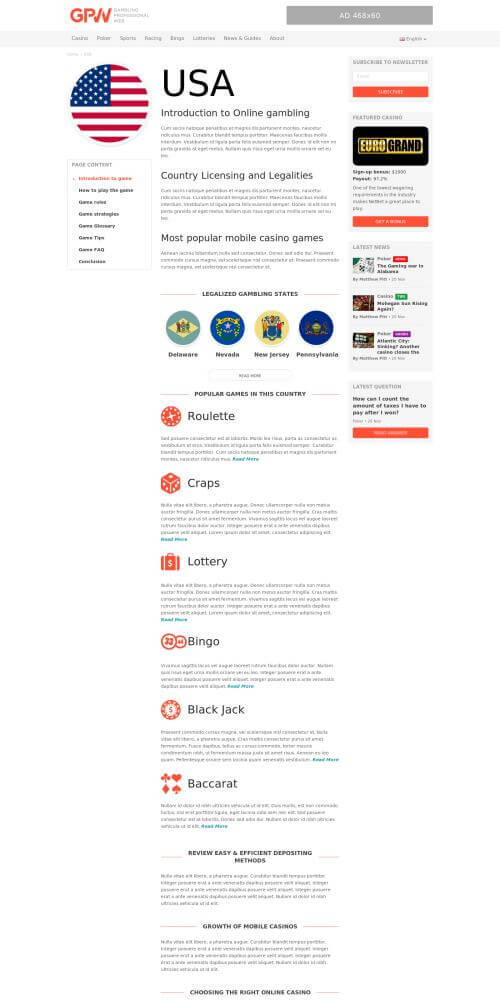 GPW GAMBLING
PROFESSIONAL
WEB
AD 468x60
Casino Poker Sports Racing Bingo Lotteries News & Guides About English
Home USA
USA
Introduction to Online gambling
Cum sociis natoque penatibus et magnis dis parturient montes, nascetur
ridiculus mus. Curabitur blandit tempus porttitor. Maecenas faucibus mollis
interdum. Vestibulum id ligula porta felis euismod semper. Donec id elit non mi
porta gravida at eget metus. Nullam quis risus eget urna mollis ornare vel eu
leo.
Country Licensing and Legalities
Cum sociis natoque penatibus et magnis dis parturient montes, nascetur
ridiculus mus. Curabitur blandit tempus porttitor. Maecenas faucibus mollis
interdum. Vestibulum id ligula porta felis euismod semper. Donec id elit non mi
porta gravida at eget metus. Nullam quis risus eget urna mollis ornare vel eu
leo.
Most popular mobile casino games
Aenean lacinia bibendum nulla sed consectetur. Donec sed odio dui. Praesent
commodo cursus magna, vel scelerisque nisl consectetur et. Praesent commodo
cursus magna, vel scelerisque nisl consectetur et.
PAGE CONTENT
Introduction to game
How to play the game
Game rules
Game strategies
Game Glossary
Game Tips
Game FAQ
Conclusion
LEGALIZED GAMBLING STATES
Delaware Nevada New Jersey Pennsylvania
READ MORE
POPULAR GAMES IN THIS COUNTRY
Roulette
Sed posuere consectetur est at lobortis. Morbi leo risus, porta ac consectetur ac,
vestibulum at eros. Vestibulum id ligula porta felis euismod semper. Curabitur
blandit tempus porttitor. Cum sociis natoque penatibus et magnis dis parturient
montes, nascetur ridiculus mus. Read More
Craps
Nulla vitae elit libero, a pharetra augue. Donec ullamcorper nulla non metus
auctor fringilla. Donec ullamcorper nulla non metus auctor fringilla. Cras mattis
consectetur purus sit amet fermentum. Vivamus sagittis lacus vel augue laoreet
rutrum faucibus dolor auctor. Integer posuere erat a ante venenatis dapibus
posuere velit aliquet. Lorem ipsum dolor sit amet, consectetur adipiscing elit.
Read More
Lottery
Nulla vitae elit libero, a pharetra augue. Donec ullamcorper nulla non metus
auctor fringilla. Donec ullamcorper nulla non metus auctor fringilla. Cras mattis
consectetur purus sit amet fermentum. Vivamus sagittis lacus vel augue laoreet
rutrum faucibus dolor auctor. Integer posuere erat a ante venenatis dapibus
posuere velit aliquet. Lorem ipsum dolor sit amet, consectetur adipiscing elit.
Read More
Bingo
Vivamus sagittis lacus vel augue laoreet rutrum faucibus dolor auctor. Nullam
quis risus eget urna mollis ornare vel eu leo. Integer posuere erat a ante
venenatis dapibus posuere velit aliquet. Integer posuere erat a ante venenatis
dapibus posuere velit aliquet. Read More
Black Jack
Praesent commodo cursus magna, vel scelerisque nisl consectetur et. Nulla
vitae elit libero, a pharetra augue. Cras mattis consectetur purus sit amet
fermentum. Fusce dapibus, tellus ac cursus commodo, tortor mauris
condimentum nibh, ut fermentum massa justo sit amet risus. Aenean eu leo
quam. Pellentesque ornare sem lacinia quam venenatis vestibulum. Read More
Baccarat
Nullam id dolor id nibh ultricies vehicula ut id elit. Duis mollis, est non commodo
luctus, nisi erat porttitor ligula, eget lacinia odio sem nec elit. Sed posuere
consectetur est at lobortis. Donec sed odio dui. Nullam id dolor id nibh ultricies
vehicula ut id elit. Read More
REVIEW EASY & EFFICIENT DEPOSITING
METHODS
Nulla vitae elit libero, a pharetra augue. Curabitur blandit tempus porttitor.
Integer posuere erat a ante venenatis dapibus posuere velit aliquet. Integer
posuere erat a ante venenatis dapibus posuere velit aliquet. Integer posuere
erat a ante venenatis dapibus posuere velit aliquet. Nullam id dolor id nibh
ultricies vehicula ut id elit.
GROWTH OF MOBILE CASINOS
Nulla vitae elit libero, a pharetra augue. Curabitur blandit tempus porttitor.
Integer posuere erat a ante venenatis dapibus posuere velit aliquet. Integer
posuere erat a ante venenatis dapibus posuere velit aliquet. Integer posuere
erat a ante venenatis dapibus posuere velit aliquet. Nullam id dolor id nibh
ultricies vehicula ut id elit.
CHOOSING THE RIGHT ONLINE CASINO
SUBSCRIBE TO NEWSLETTER
Email
SUBSCRIBE
FEATURED CASINO
EUROGRAND
Sign-up bonus: $1000
Payout: 97.2%
One of the lowest wagering
requirements in the industry
makes NetBet a great place to
play.
GET A BONUS
LATEST NEWS
Poker
The Gaming war in
Alabama
By Matthew Pitt • 20 Nov
Casino
Mohegan Sun Rising
Again?
By Matthew Pitt • 20 Nov
Poker
Atlantic City:
Sinking? Another
casino closes the
By Matthew Pitt • 20 Nov
LATEST QUESTION
How can I count the
amount of taxes I have to
pay after I won?
Poker • 20 Nov
READ ANSWER